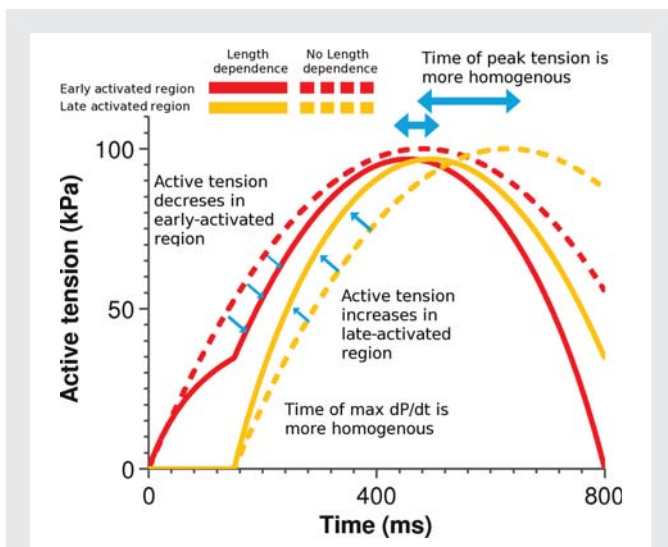 Length
dependence
No Length
dependence
Early activated region
Late activated region
Time of peak tension is
more homogenous
Active tension
decreses in
early-activated
region
Active tension
increases in
late-activated
region
Time of max dP/dt is
more homogenous
Active tension (kPa)
100
50
0
0
400
800
Time (ms)